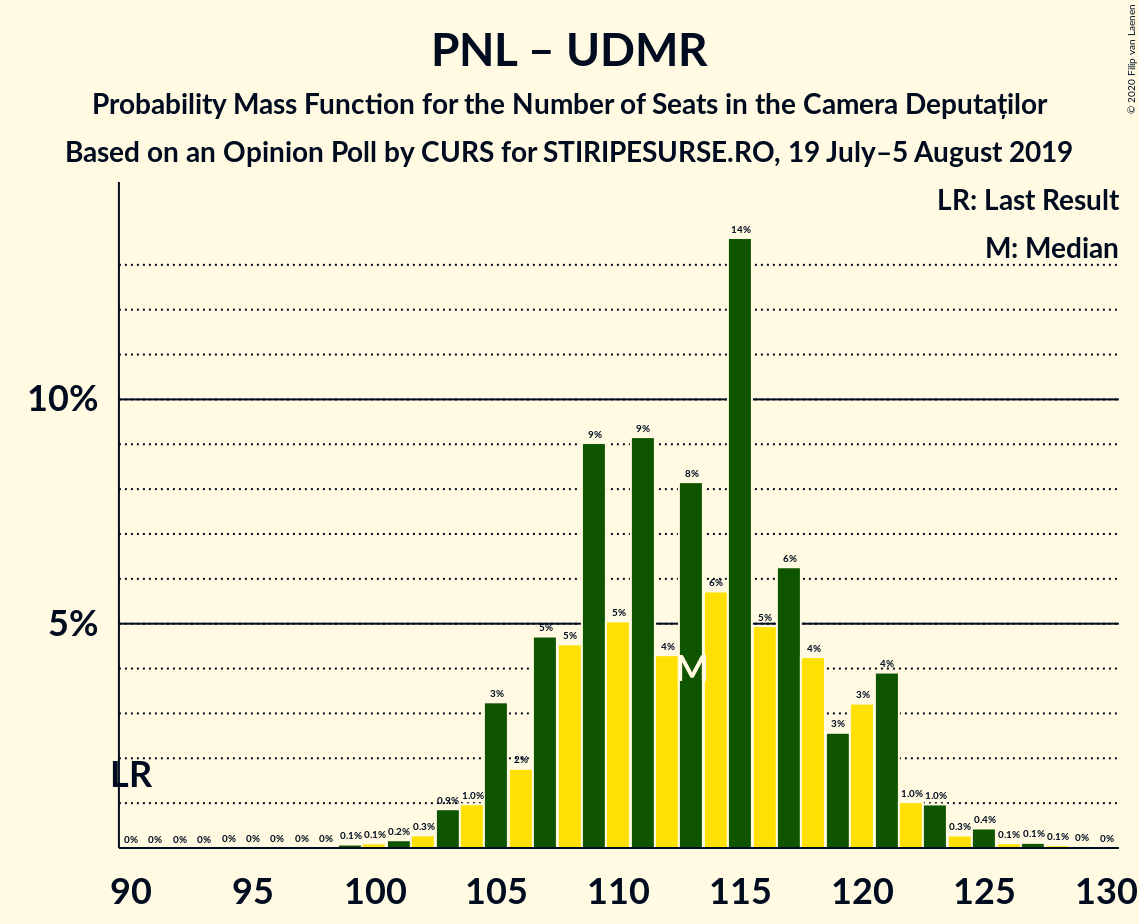 PNL – UDMR
Probability Mass Function for the Number of Seats in the Camera Deputaților
Based on an Opinion Poll by CURS for STIRIPESURSE.RO, 19 July–5 August 2019
© 2020 Filip van Laenen
LR: Last Result
M: Median
10%
5%
LR
M
0% 0% 0% 0% 0% 0% 0% 0% 0% 0.1% 0.1% 0.2% 0.3% 0.9% 1.0% 3% 2% 5% 5% 9% 5% 9% 4% 8% 6% 14% 5% 6% 4% 3% 3% 4% 1.0% 1.0% 0.3% 0.4% 0.1% 0.1% 0.1% 0% 0%
90 95 100 105 110 115 120 125 130